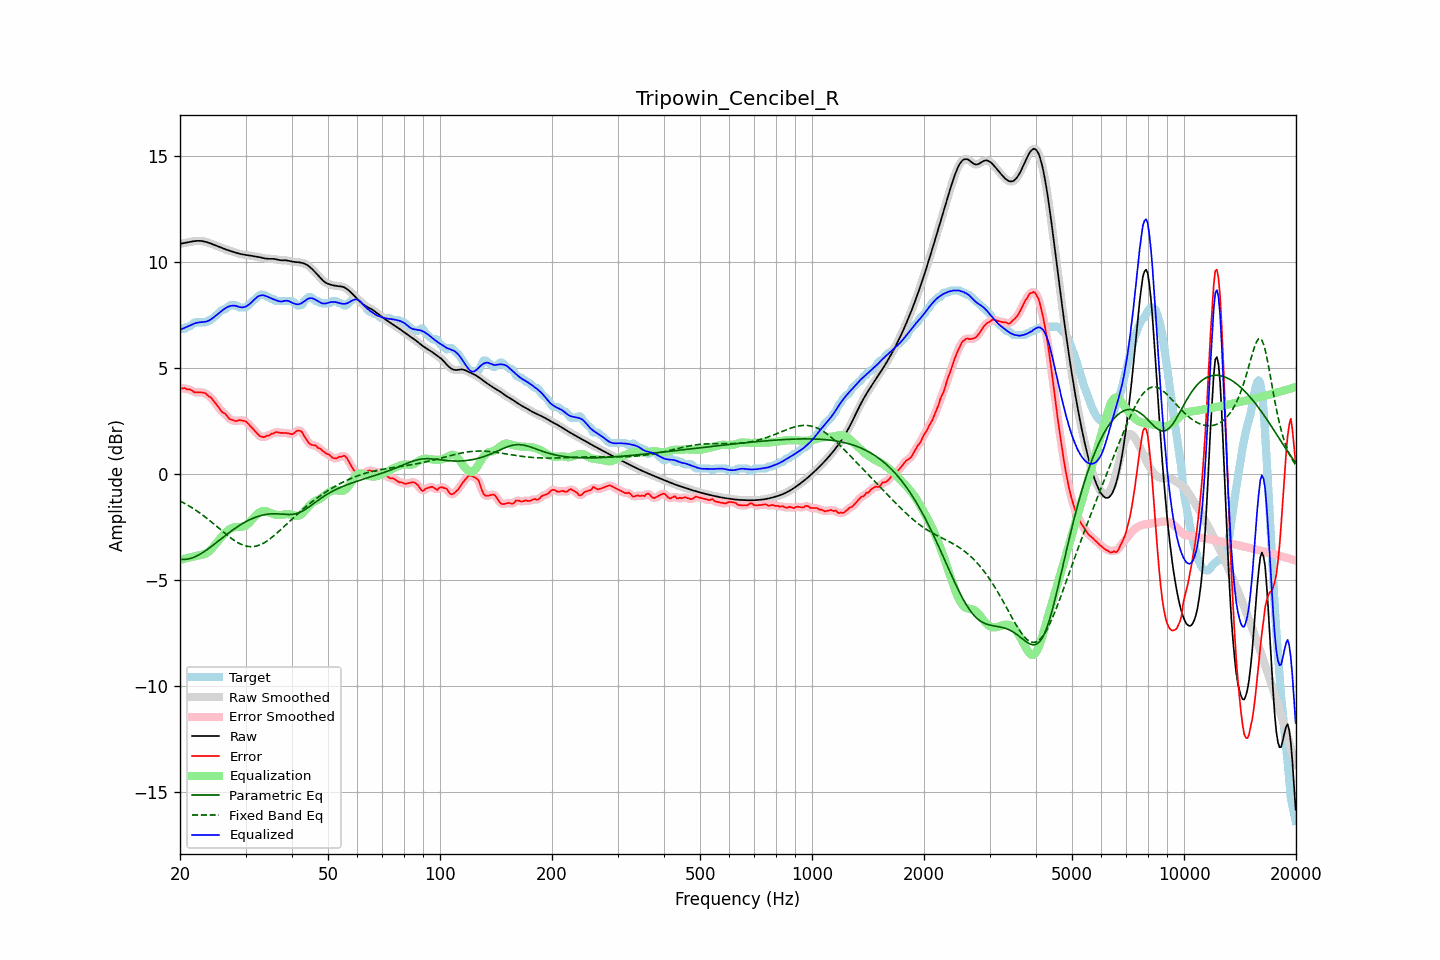 Tripowin_Cencibel_R
Amplitude (dBr)
15
10
5
0
−5
−10
−15
Target
Raw Smoothed
Error Smoothed
Raw
Error
Equalization
Parametric Eq
Fixed Band Eq
Equalized
20
50
100
200
500
1000
2000
5000
10000
20000
Frequency (Hz)